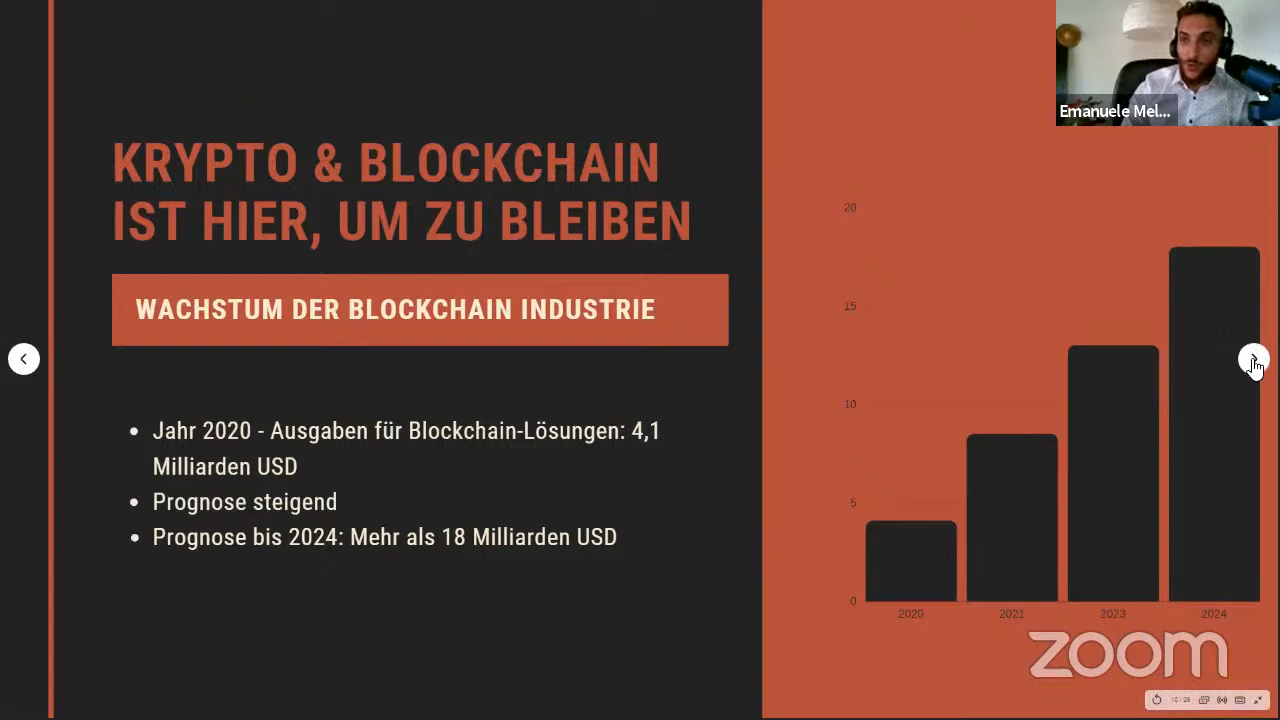 KRYPTO & BLOCKCHAIN
IST HIER, UM ZU BLEIBEN
WACHSTUM DER BLOCKCHAIN INDUSTRIE
Jahr 2020 - Ausgaben für Blockchain-Lösungen: 4,1
Milliarden USD
Prognose steigend
Prognose bis 2024: Mehr als 18 Milliarden USD
Emanuele Mel...
20
15
10
5
0
2020 2021 2023 2024
zoom